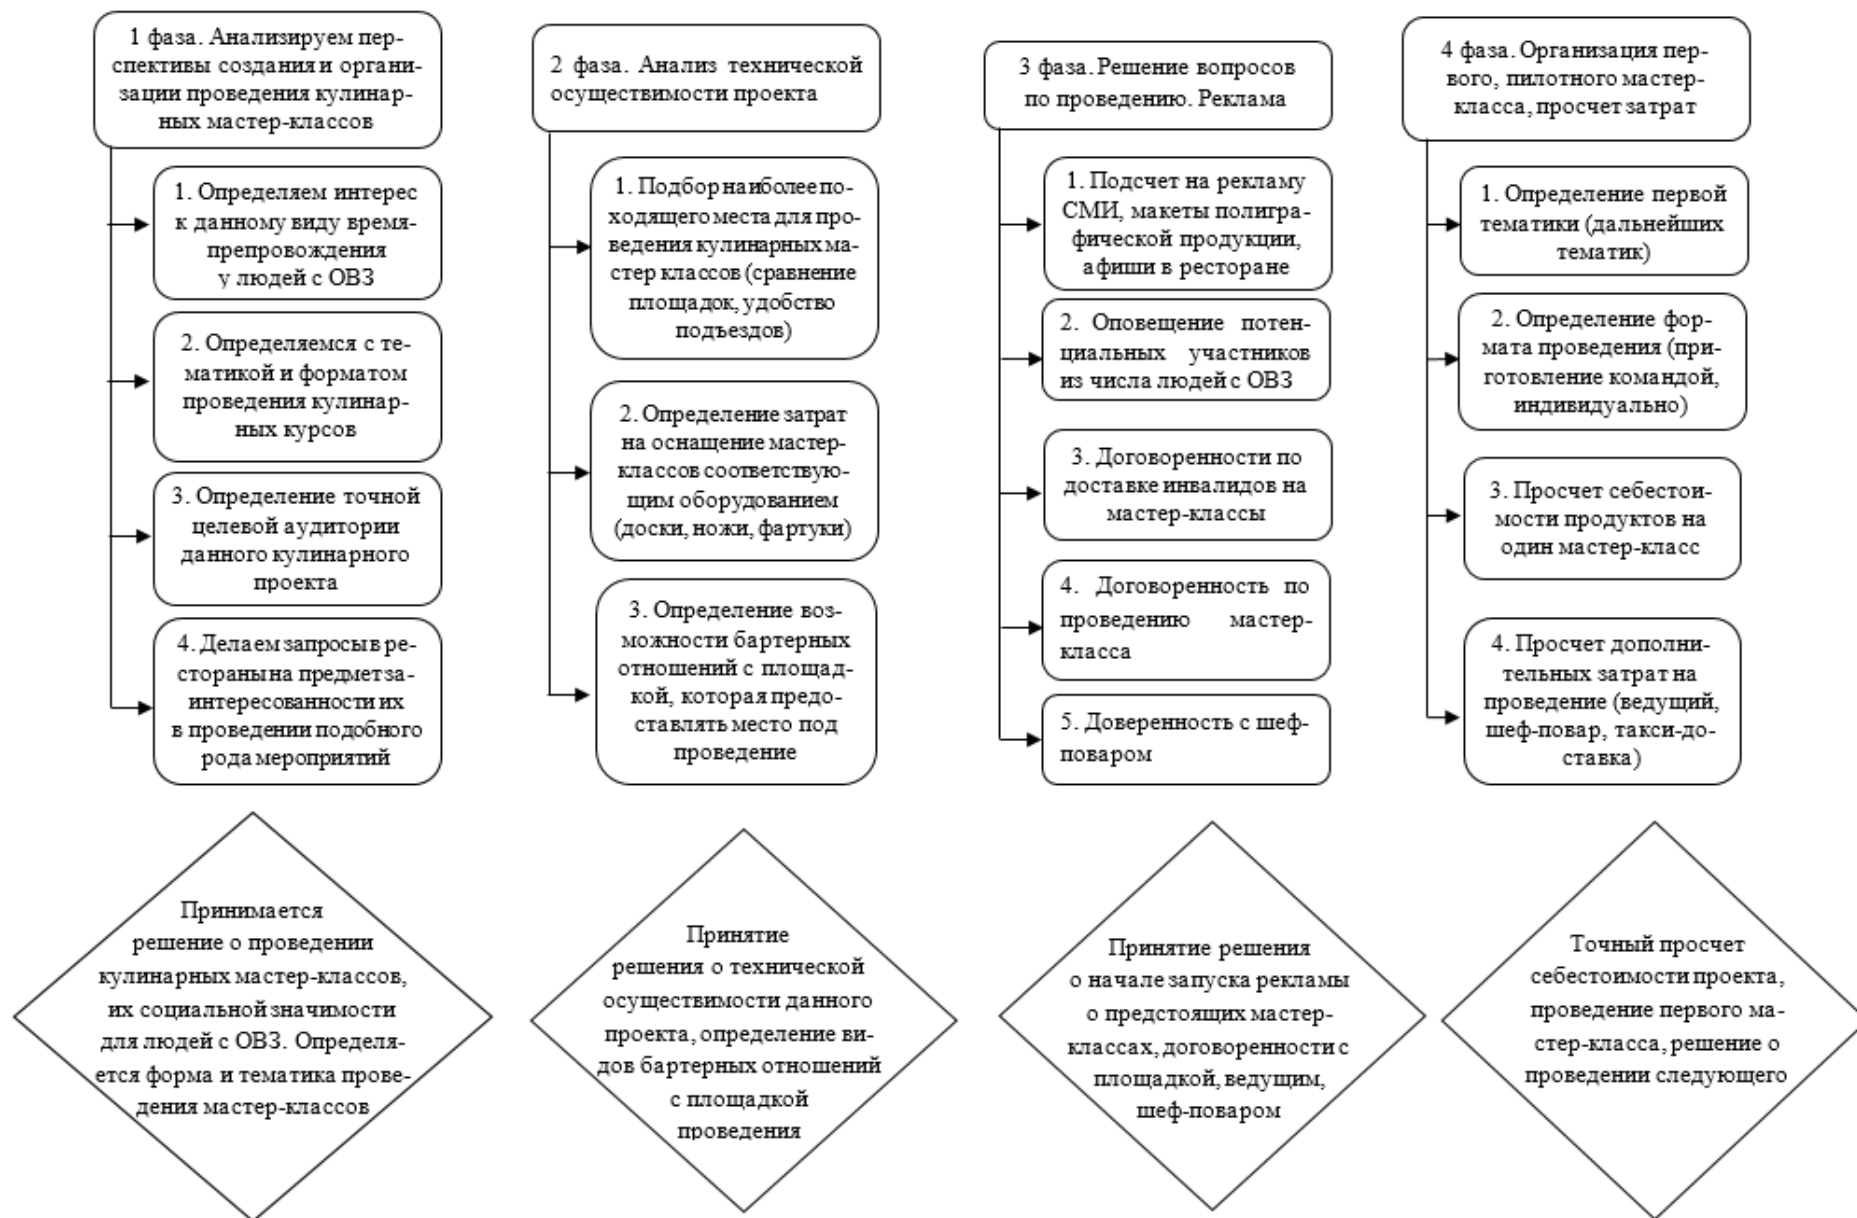 1 фаза. Анализируем пер-
спективы создания и органи-
зации проведения кулинар-
ных мастер-классов
1. Определяем интерес
к данному виду время-
препровождения
у людей с ОВЗ
2. Определяемся с те-
матикой и форматом
проведения кулинар-
ных курсов
3. Определение точной
целевой аудитории
данного кулинарного
проекта
4. Делаем запросы в ре-
стораны на предмет за-
интересованности их
в проведении подобного
рода мероприятий
Принимается
решение о проведении
кулинарных мастер-классов,
их социальной значимости
для людей с ОВЗ. Определя-
ется форма и тематика прове-
дения мастер-классов
2 фаза. Анализ технической
осуществимости проекта
1. Подбор наиболее по-
ходящего места для про-
ведения кулинарных ма-
стер классов (сравнение
площадок, удобство
подъездов)
2. Определение затрат
на оснащение мастер-
классов соответствую-
щим оборудованием
(доски, ножи, фартуки)
3. Определение воз-
можности бартерных
отношений с площад-
кой, которая предо-
ставлять место под
проведение
Принятие
решения о технической
осуществимости данного
проекта, определение ви-
дов бартерных отношений
с площадкой
проведения
3 фаза. Решение вопросов
по проведению. Реклама
1. Подсчет на рекламу
СМИ, макеты полигра-
фической продукции,
афиши в ресторане
2. Оповещение потен-
циальных участников
из числа людей с ОВЗ
3. Договоренности по
доставке инвалидов на
мастер-классы
4. Договоренность по
проведению мастер-
класса
5. Доверенность с шеф-
поваром
Принятие решения
о начале запуска рекламы
о предстоящих мастер-
классах, договоренности с
площадкой, ведущим,
шеф-поваром
4 фаза. Организация пер-
вого, пилотного мастер-
класса, просчет затрат
1. Определение первой
тематики (дальнейших
тематик)
2. Определение фор-
мата проведения (при-
готовление командой,
индивидуально)
3. Просчет себестои-
мости продуктов на
один мастер-класс
4. Просчет дополни-
тельных затрат на
проведение (ведущий,
шеф-повар, такси-до-
ставка)
Точный просчет
себестоимости проекта,
проведение первого ма-
стер-класса, решение о
проведении следующего